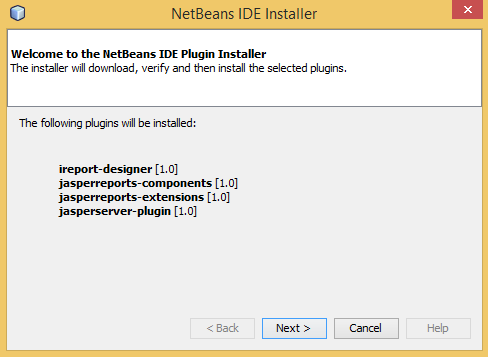 NetBeans IDE Installer
Welcome to the NetBeans IDE Plugin Installer
The installer will download, verify and then install the selected plugins.
The following plugins will be installed:
ireport-designer [1.0]
jasperreports-components [1.0]
jasperreports-extensions [1.0]
jasperserver-plugin [1.0]
< Back Next > Cancel Help